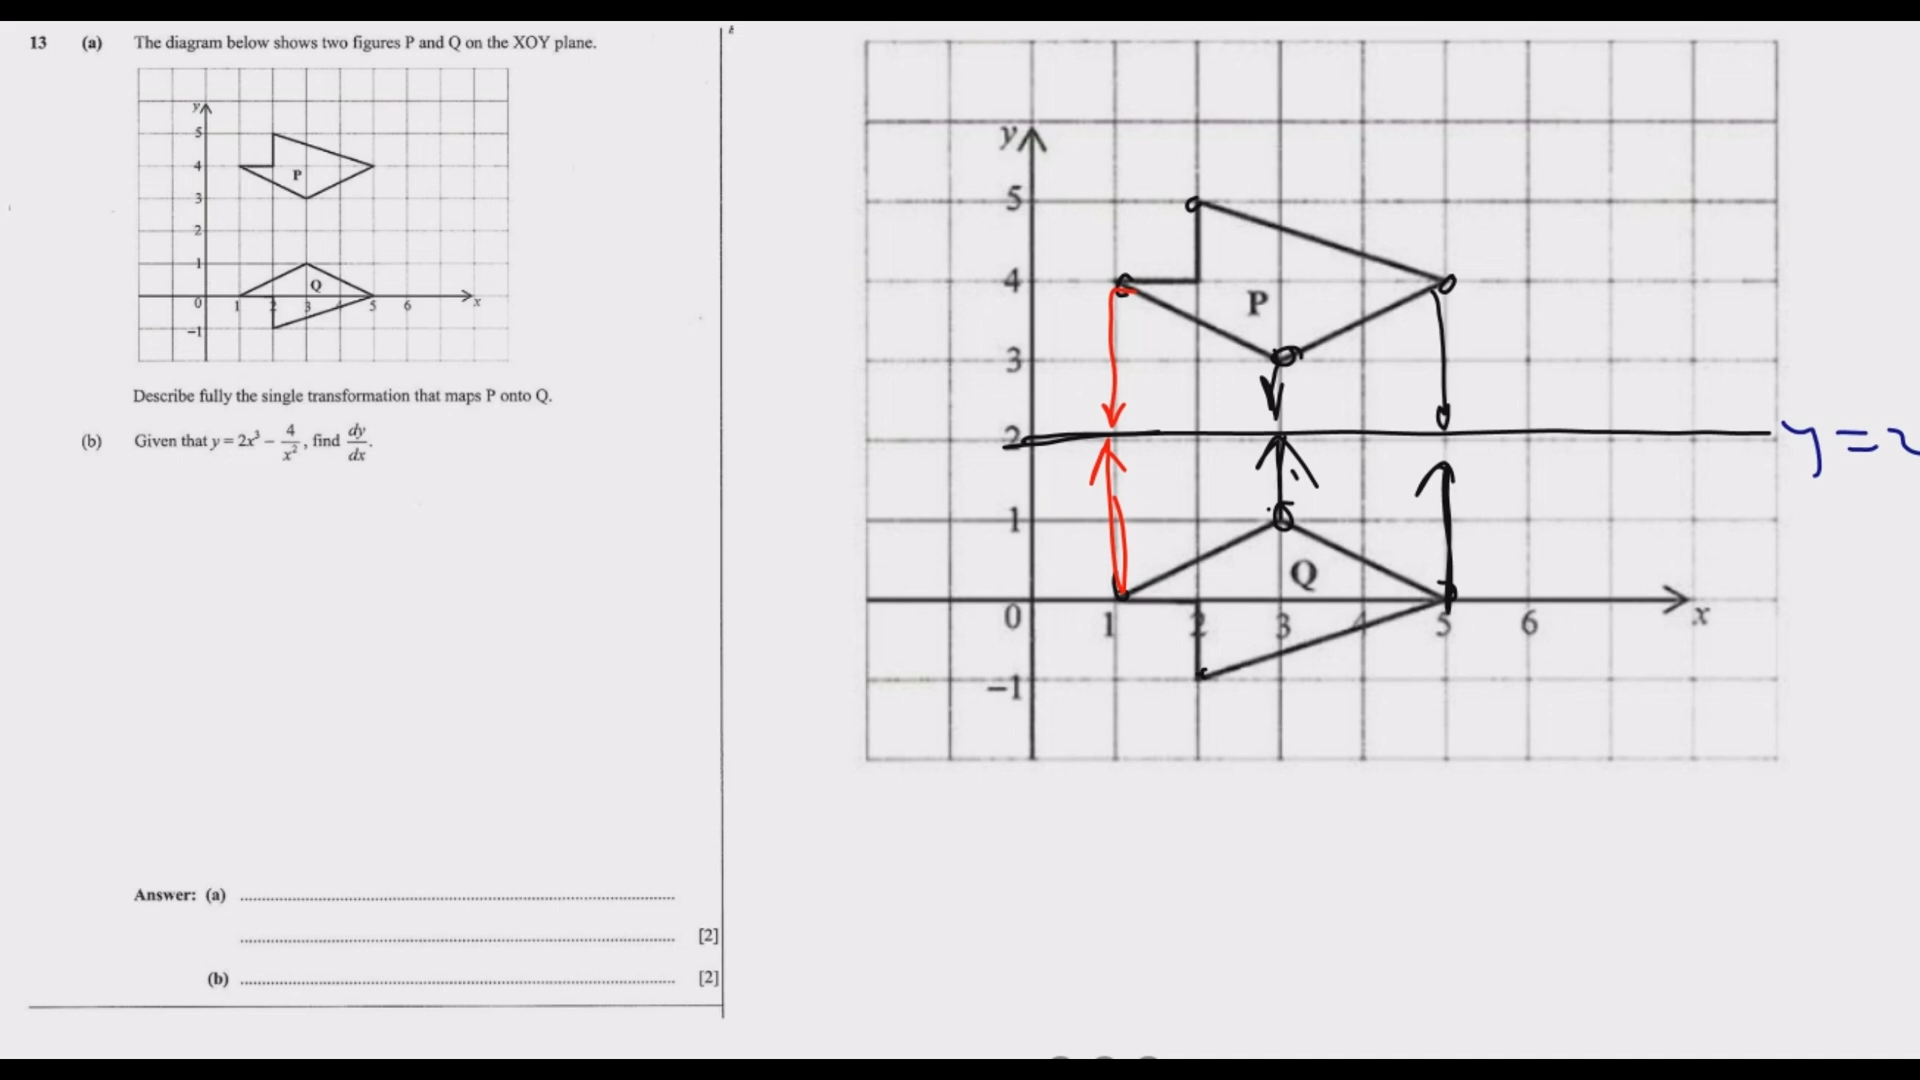 13 (a) The diagram below shows two figures P and Q on the XOY plane.
y
5
4
P
3
2
1
Q
0 1 2 3 4 5 6 x
−1
Describe fully the single transformation that maps P onto Q.
(b) Given that y = 2x³ − 4/x², find dy/dx.
Answer: (a)
[2]
(b) [2]
y
5
4
P
3
2
y = 2
1
Q
0 1 2 3 4 5 6 x
−1